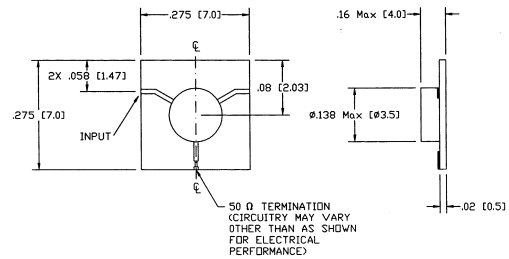 .275 [7.0]
.16 Max [4.0]
℄
2X .058 [1.47]
.08 [2.03]
.275 [7.0]
Ø.138 Max [Ø3.5]
INPUT
℄
.02 [0.5]
50 Ω TERMINATION
(CIRCUITRY MAY VARY
OTHER THAN AS SHOWN
FOR ELECTRICAL
PERFORMANCE)